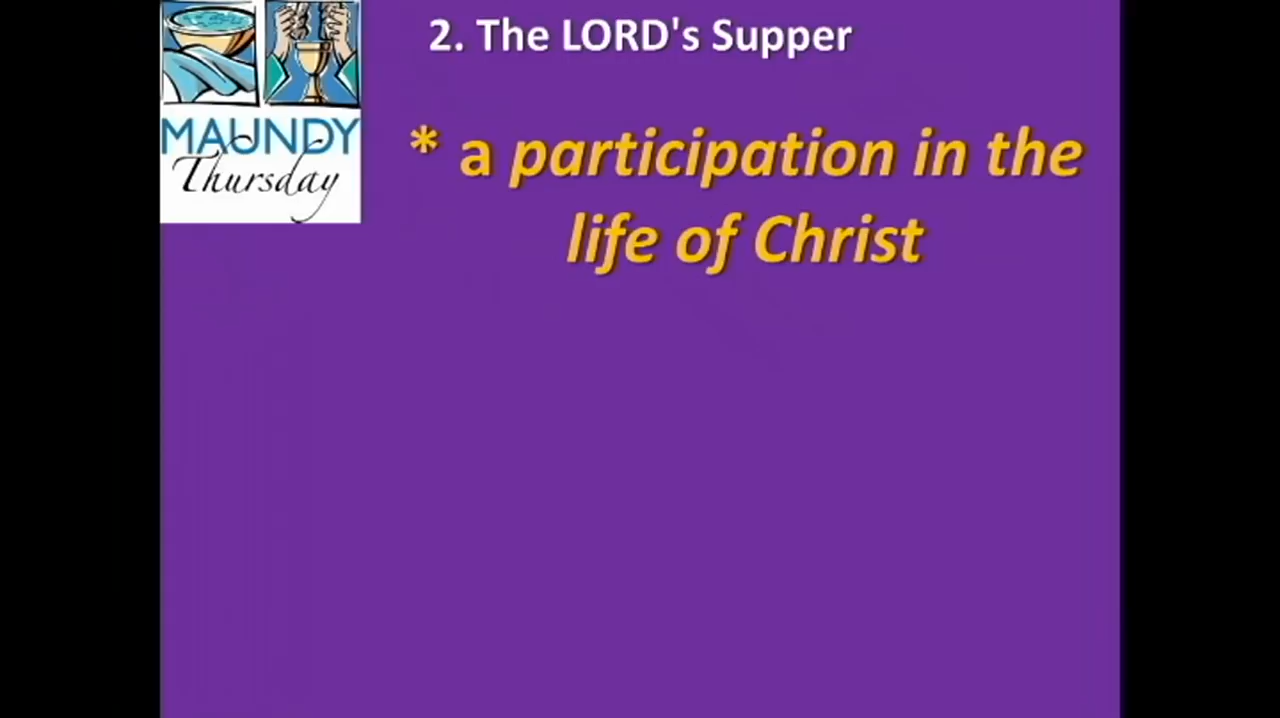 2. The LORD's Supper
MAUNDY
Thursday
* a participation in the
life of Christ